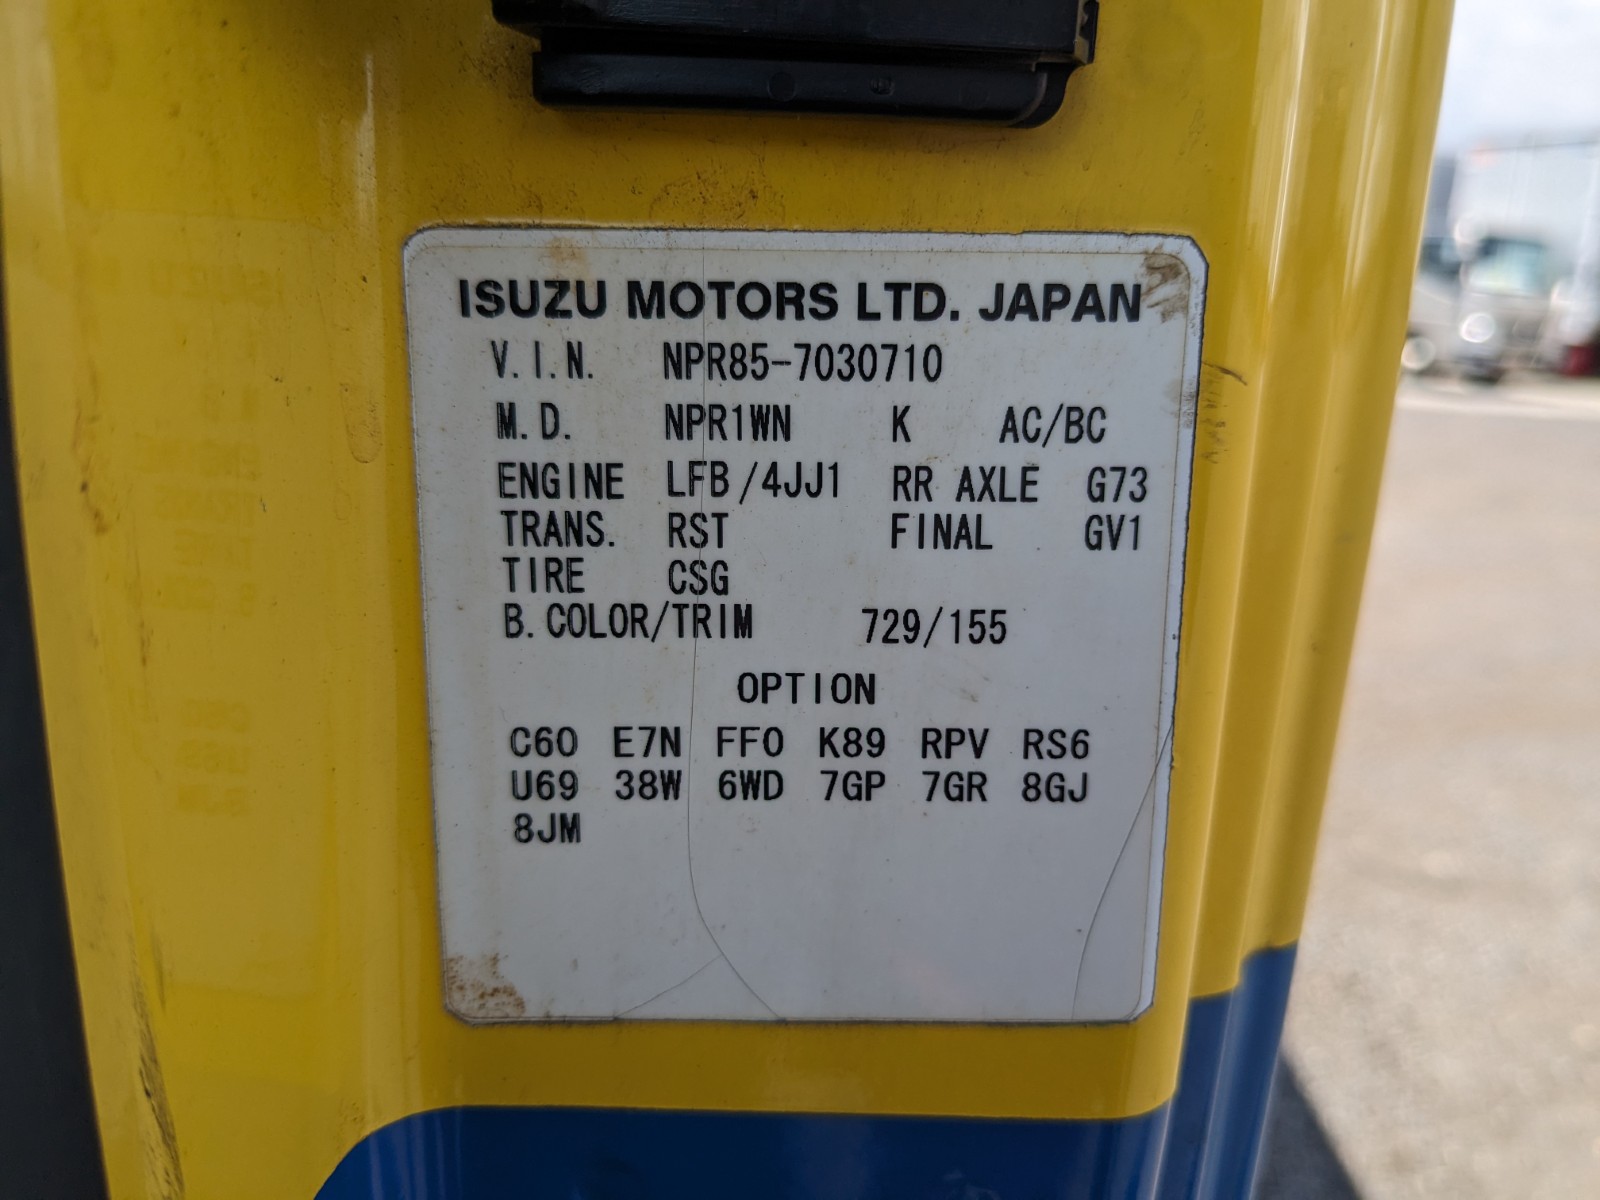 ISUZU MOTORS LTD. JAPAN
V.I.N. NPR85-7030710
M.D. NPR1WN K AC/BC
ENGINE LFB/4JJ1 RR AXLE G73
TRANS. RST FINAL GV1
TIRE CSG
B.COLOR/TRIM 729/155
OPTION
C60 E7N FF0 K89 RPV RS6
U69 38W 6WD 7GP 7GR 8GJ
8JM